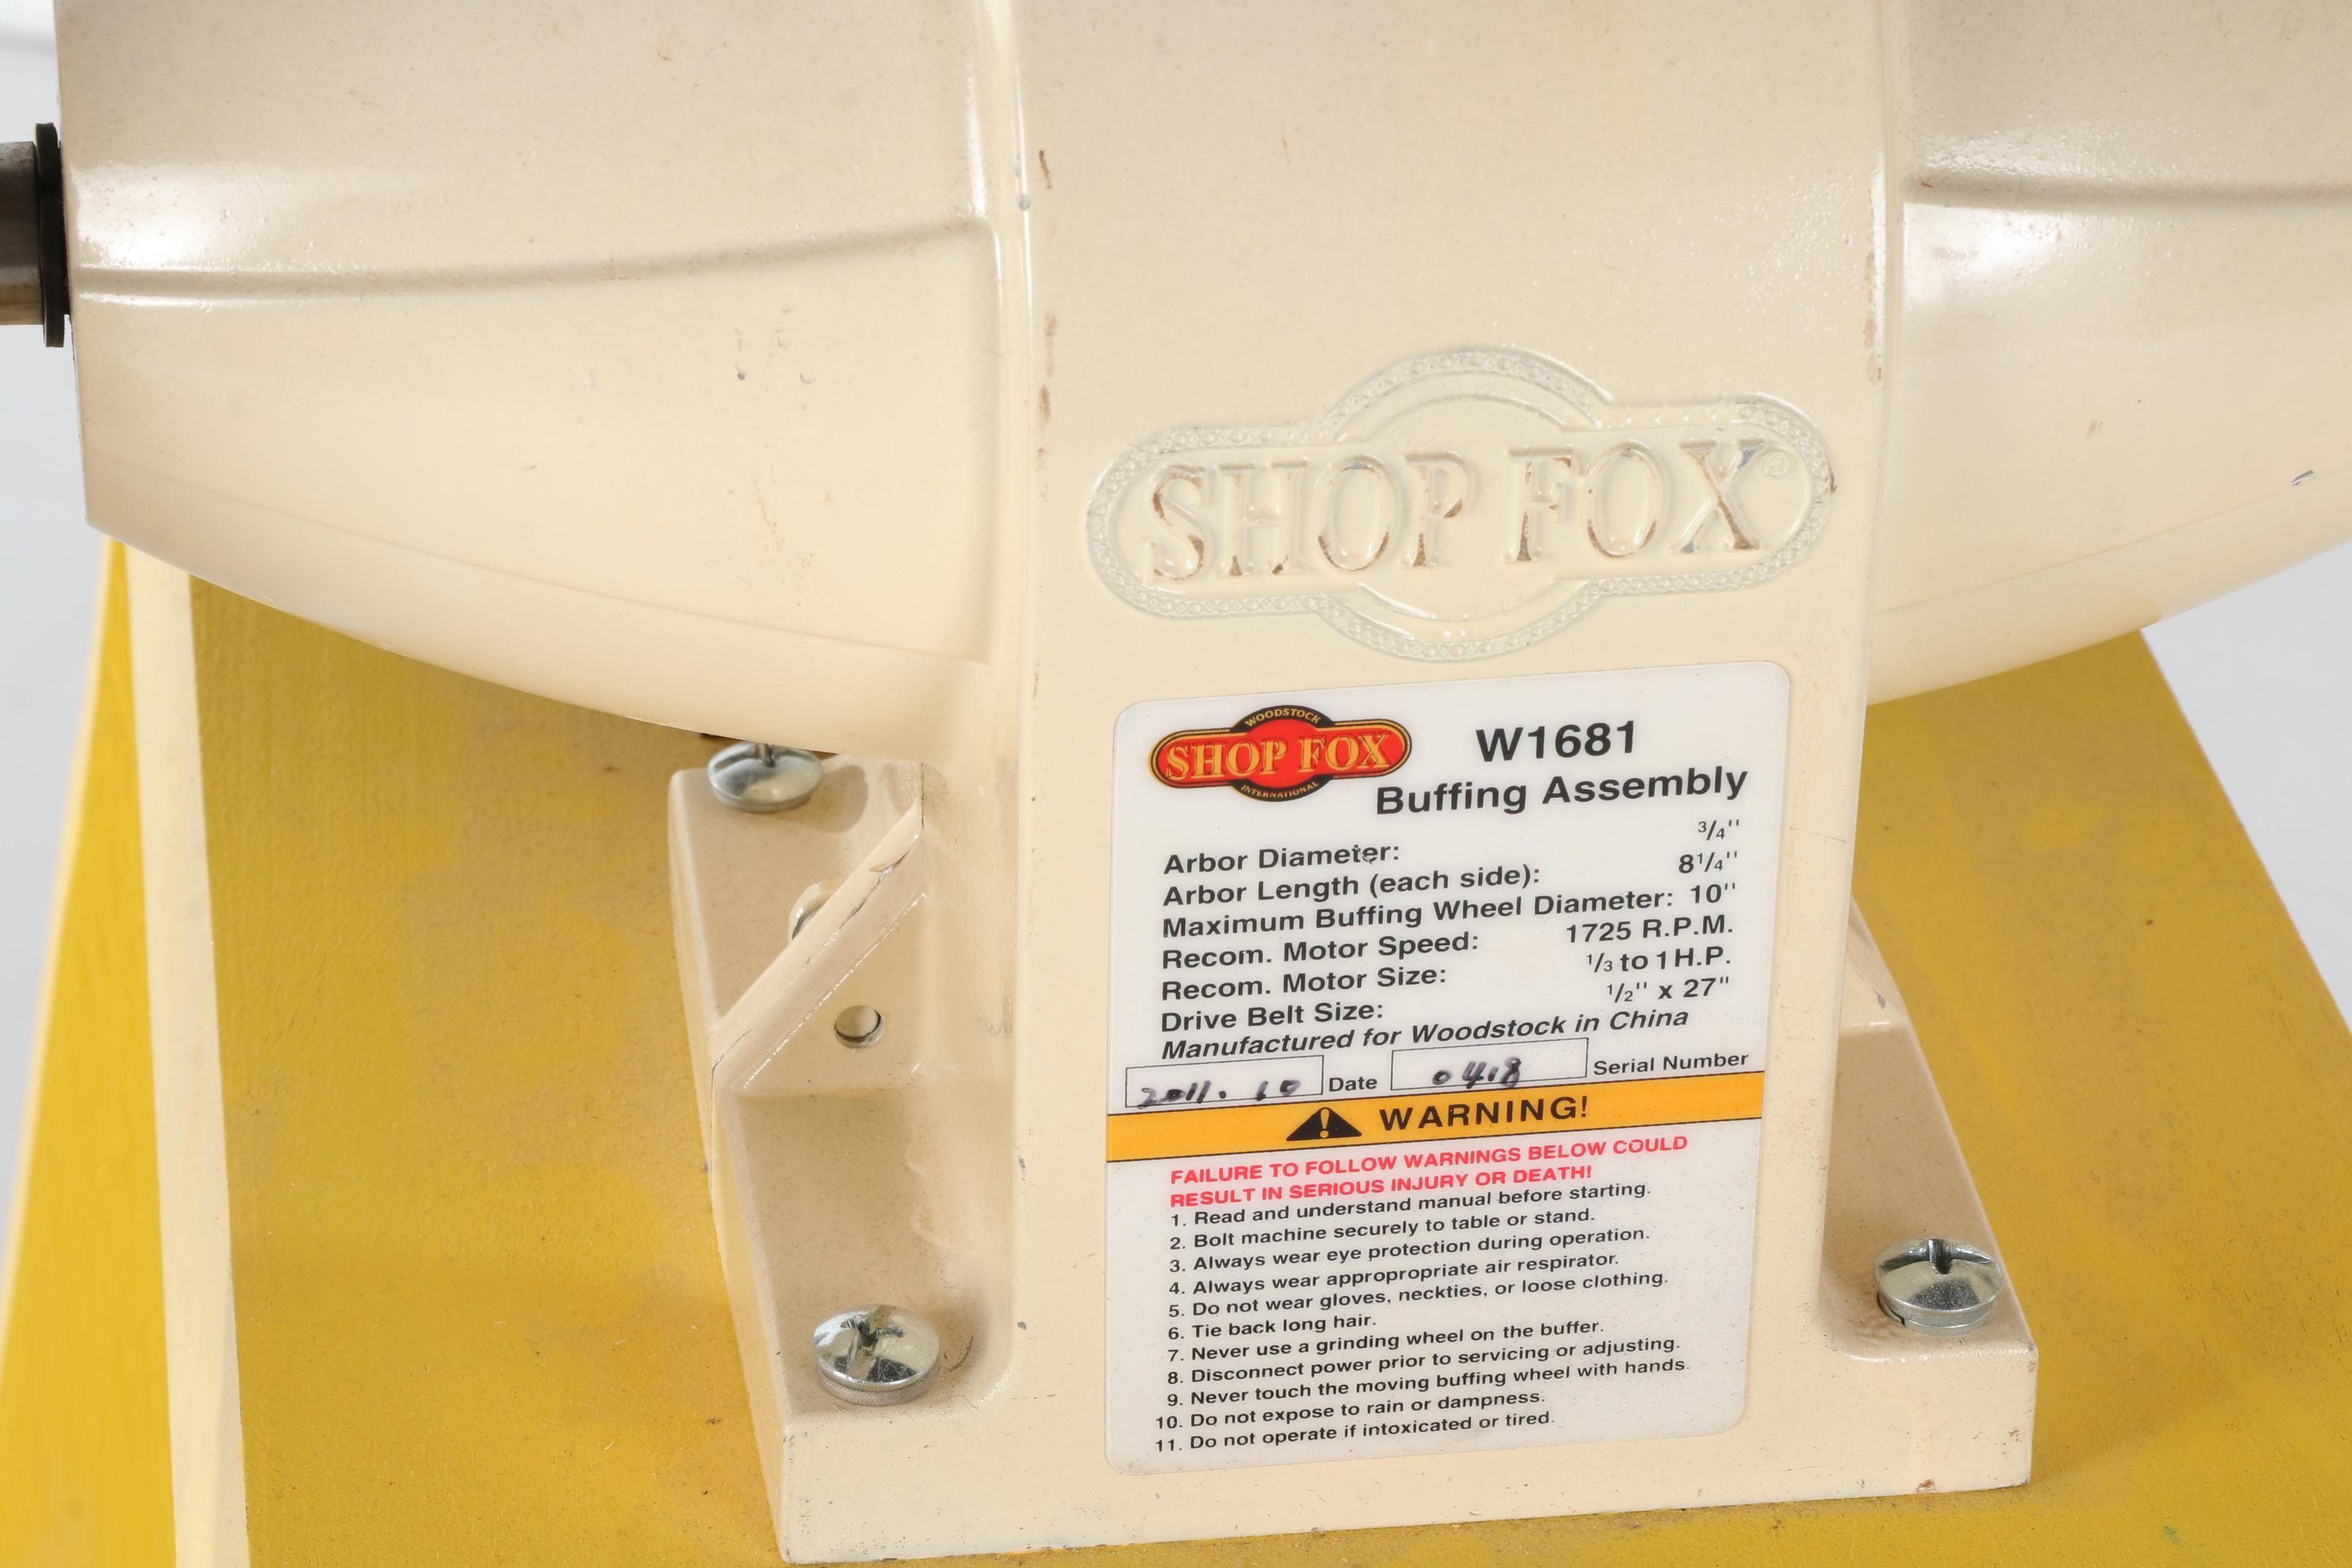 SHOP FOX®
WOODSTOCK
SHOP FOX
INTERNATIONAL
W1681
Buffing Assembly
Arbor Diameter: 3/4"
Arbor Length (each side): 8 1/4"
Maximum Buffing Wheel Diameter: 10"
Recom. Motor Speed: 1725 R.P.M.
Recom. Motor Size: 1/3 to 1 H.P.
Drive Belt Size: 1/2" x 27"
Manufactured for Woodstock in China
2011. 10 Date 0418 Serial Number
WARNING!
FAILURE TO FOLLOW WARNINGS BELOW COULD
RESULT IN SERIOUS INJURY OR DEATH!
1. Read and understand manual before starting.
2. Bolt machine securely to table or stand.
3. Always wear eye protection during operation.
4. Always wear appropropriate air respirator.
5. Do not wear gloves, neckties, or loose clothing.
6. Tie back long hair.
7. Never use a grinding wheel on the buffer.
8. Disconnect power prior to servicing or adjusting.
9. Never touch the moving buffing wheel with hands.
10. Do not expose to rain or dampness.
11. Do not operate if intoxicated or tired.